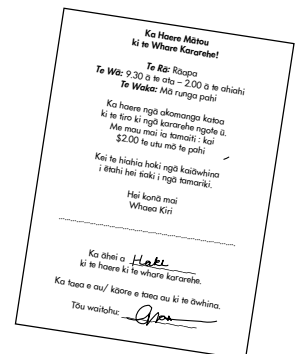 Ka Haere Mātou
ki te Whare Kararehe!
Te Rā: Rāapa
Te Wā: 9.30 ā te ata – 2.00 ā te ahiahi
Te Waka: Mā runga pahi
Ka haere ngā akomanga katoa
ki te tiro ki ngā kararehe ngote ū.
Me mau mai ia tamaiti : kai
$2.00 te utu mō te pahi
Kei te hiahia hoki ngā kaiāwhina
i ētahi hei tiaki i ngā tamariki.
Hei konā mai
Whaea Kiri
Ka āhei a
ki te haere ki te whare kararehe.
Ka taea e au/ kāore e taea au ki te āwhina.
Tōu waitohu: